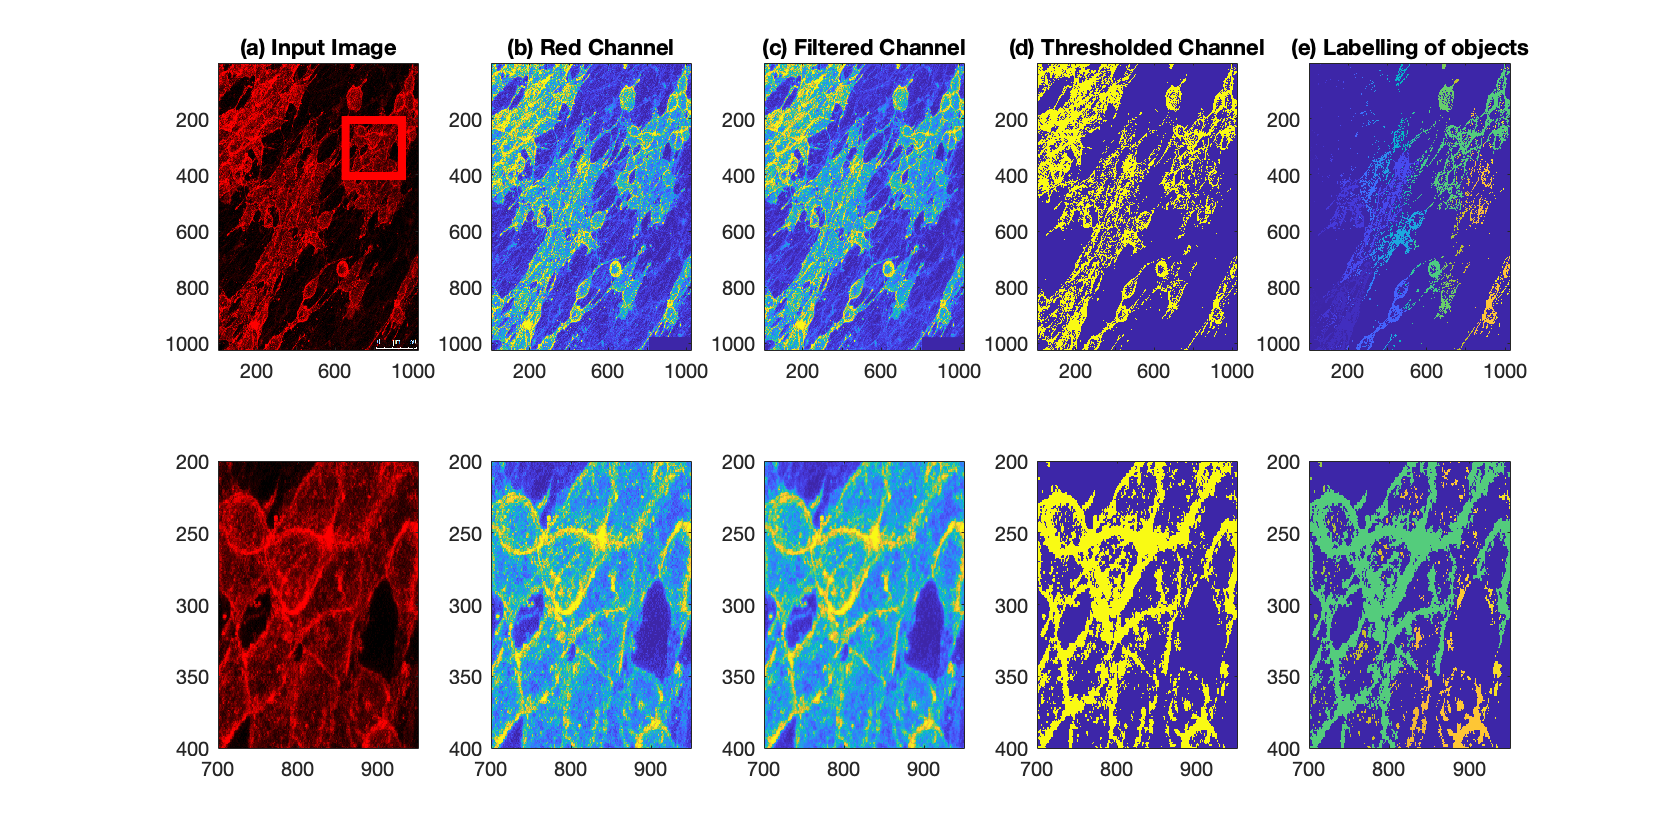 (a) Input Image (b) Red Channel (c) Filtered Channel (d) Thresholded Channel (e) Labelling of objects
200 200 200 200 200
400 400 400 400 400
600 600 600 600 600
800 800 800 800 800
1000 1000 1000 1000 1000
200 600 1000 200 600 1000 200 600 1000 200 600 1000 200 600 1000
200 200 200 200 200
250 250 250 250 250
300 300 300 300 300
350 350 350 350 350
400 400 400 400 400
700 800 900 700 800 900 700 800 900 700 800 900 700 800 900